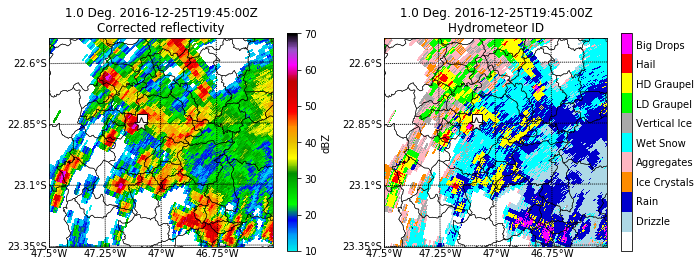 1.0 Deg. 2016-12-25T19:45:00Z
Corrected reflectivity
22.6°S
22.85°S
23.1°S
23.35°S
47.5°W
47.25°W
47°W
46.75°W
70
60
50
40
30
20
10
dBZ
1.0 Deg. 2016-12-25T19:45:00Z
Hydrometeor ID
22.6°S
22.85°S
23.1°S
23.35°S
47.5°W
47.25°W
47°W
46.75°W
Big Drops
Hail
HD Graupel
LD Graupel
Vertical Ice
Wet Snow
Aggregates
Ice Crystals
Rain
Drizzle